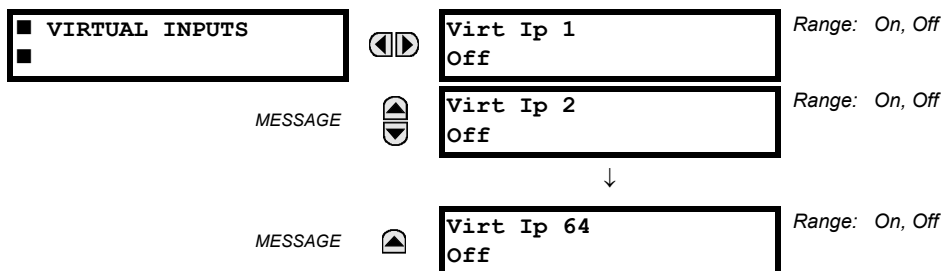 ■ VIRTUAL INPUTS
■
Virt Ip 1
Off
Range: On, Off
MESSAGE
Virt Ip 2
Off
Range: On, Off
↓
MESSAGE
Virt Ip 64
Off
Range: On, Off